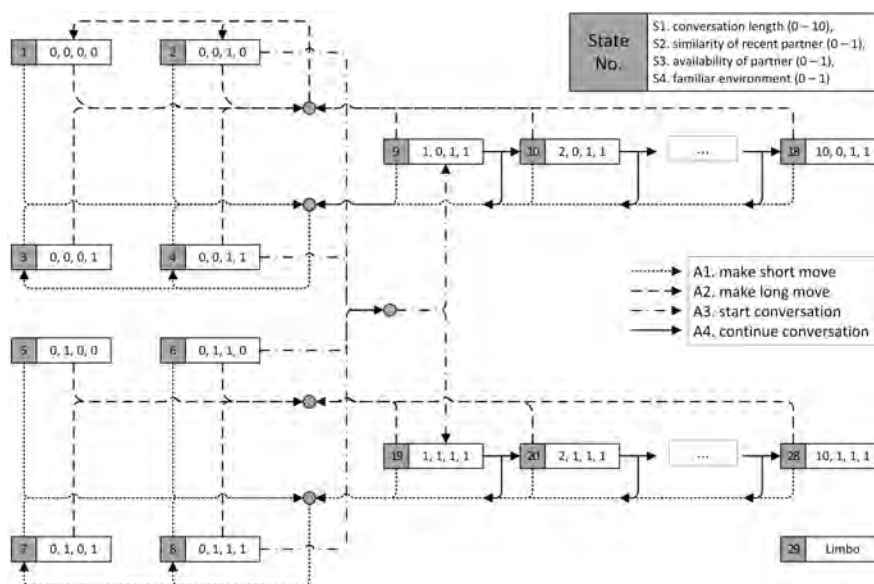 State
No.
S1. conversation length (0 – 10),
S2. similarity of recent partner (0 – 1),
S3. availability of partner (0 – 1),
S4. familiar environment (0 – 1)
1 0, 0, 0, 0
2 0, 0, 1, 0
9 1, 0, 1, 1
10 2, 0, 1, 1
...
18 10, 0, 1, 1
3 0, 0, 0, 1
4 0, 0, 1, 1
A1. make short move
A2. make long move
A3. start conversation
A4. continue conversation
5 0, 1, 0, 0
6 0, 1, 1, 0
19 1, 1, 1, 1
20 2, 1, 1, 1
...
28 10, 1, 1, 1
7 0, 1, 0, 1
8 0, 1, 1, 1
29 Limbo